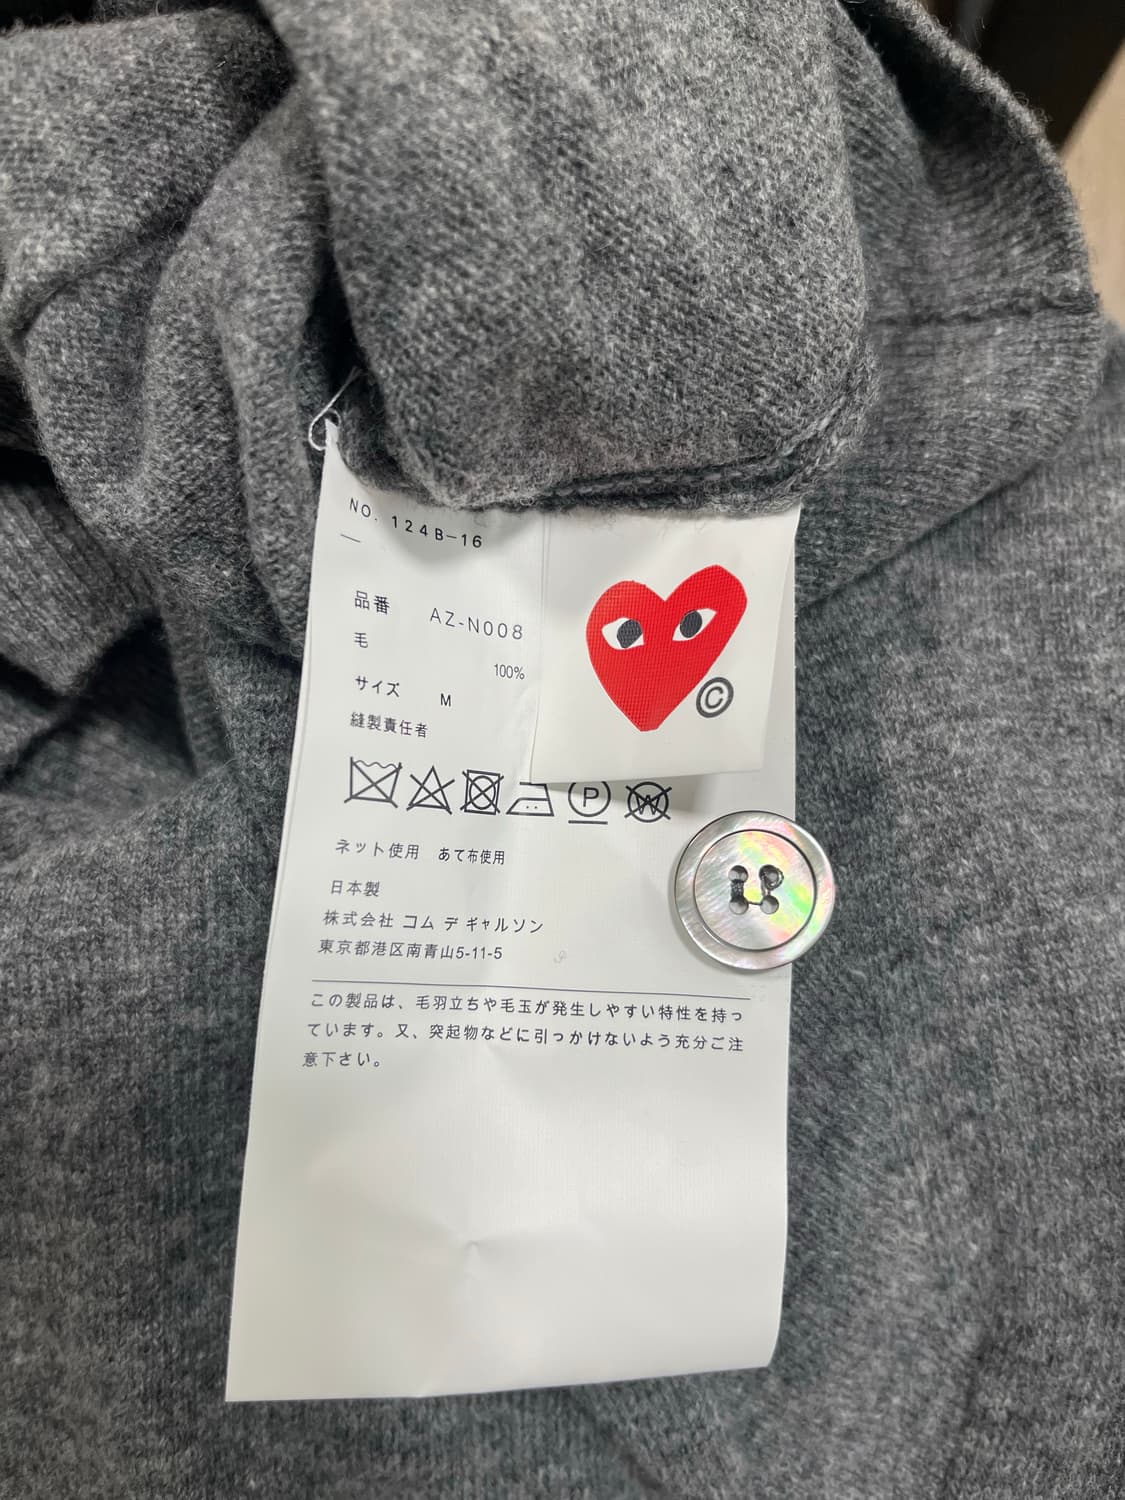 NO. 124B-16
品番 AZ-N008
毛
100%
サイズ M
縫製責任者
P
W
ネット使用 あて布使用
日本製
株式会社 コム デ ギャルソン
東京都港区南青山5-11-5
この製品は、毛羽立ちや毛玉が発生しやすい特性を持っ
ています。又、突起物などに引っかけないよう充分ご注
意下さい。
©